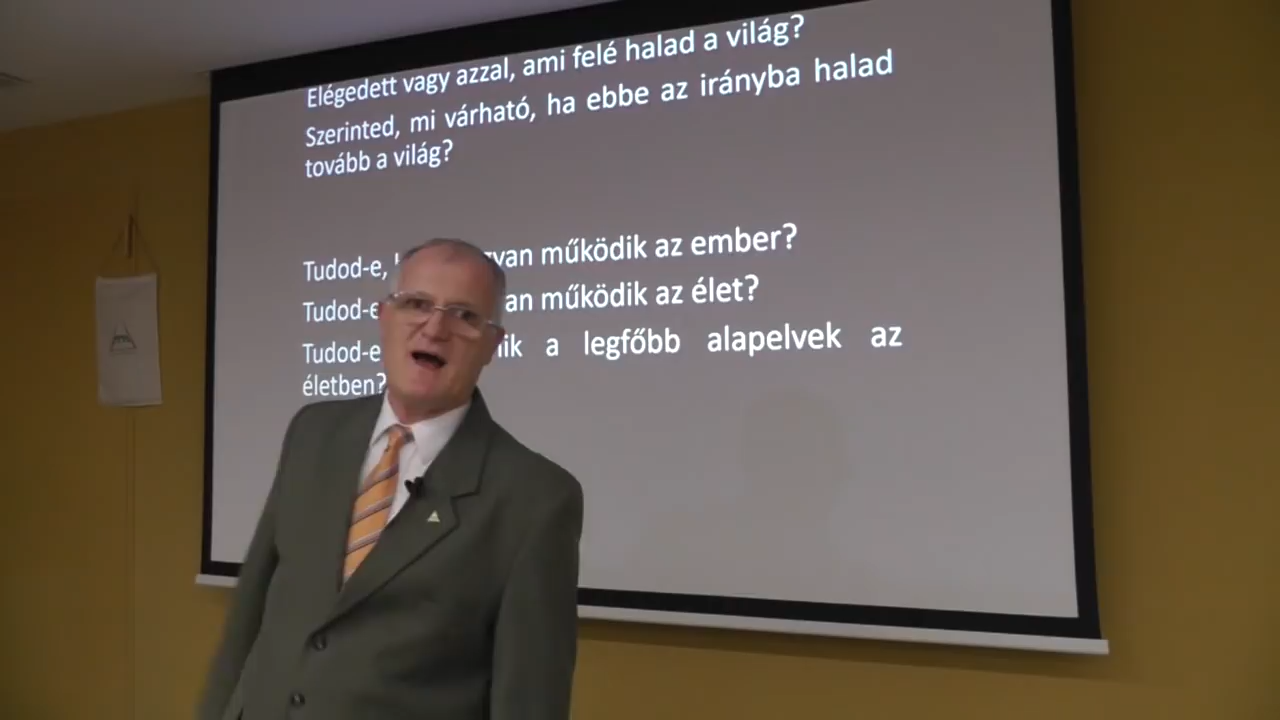 Elégedett vagy azzal, ami felé halad a világ?
Szerinted, mi várható, ha ebbe az irányba halad
tovább a világ?
Tudod-e, működik az ember?
Tudod-e működik az élet?
Tudod-e a legfőbb alapelvek az
életben?